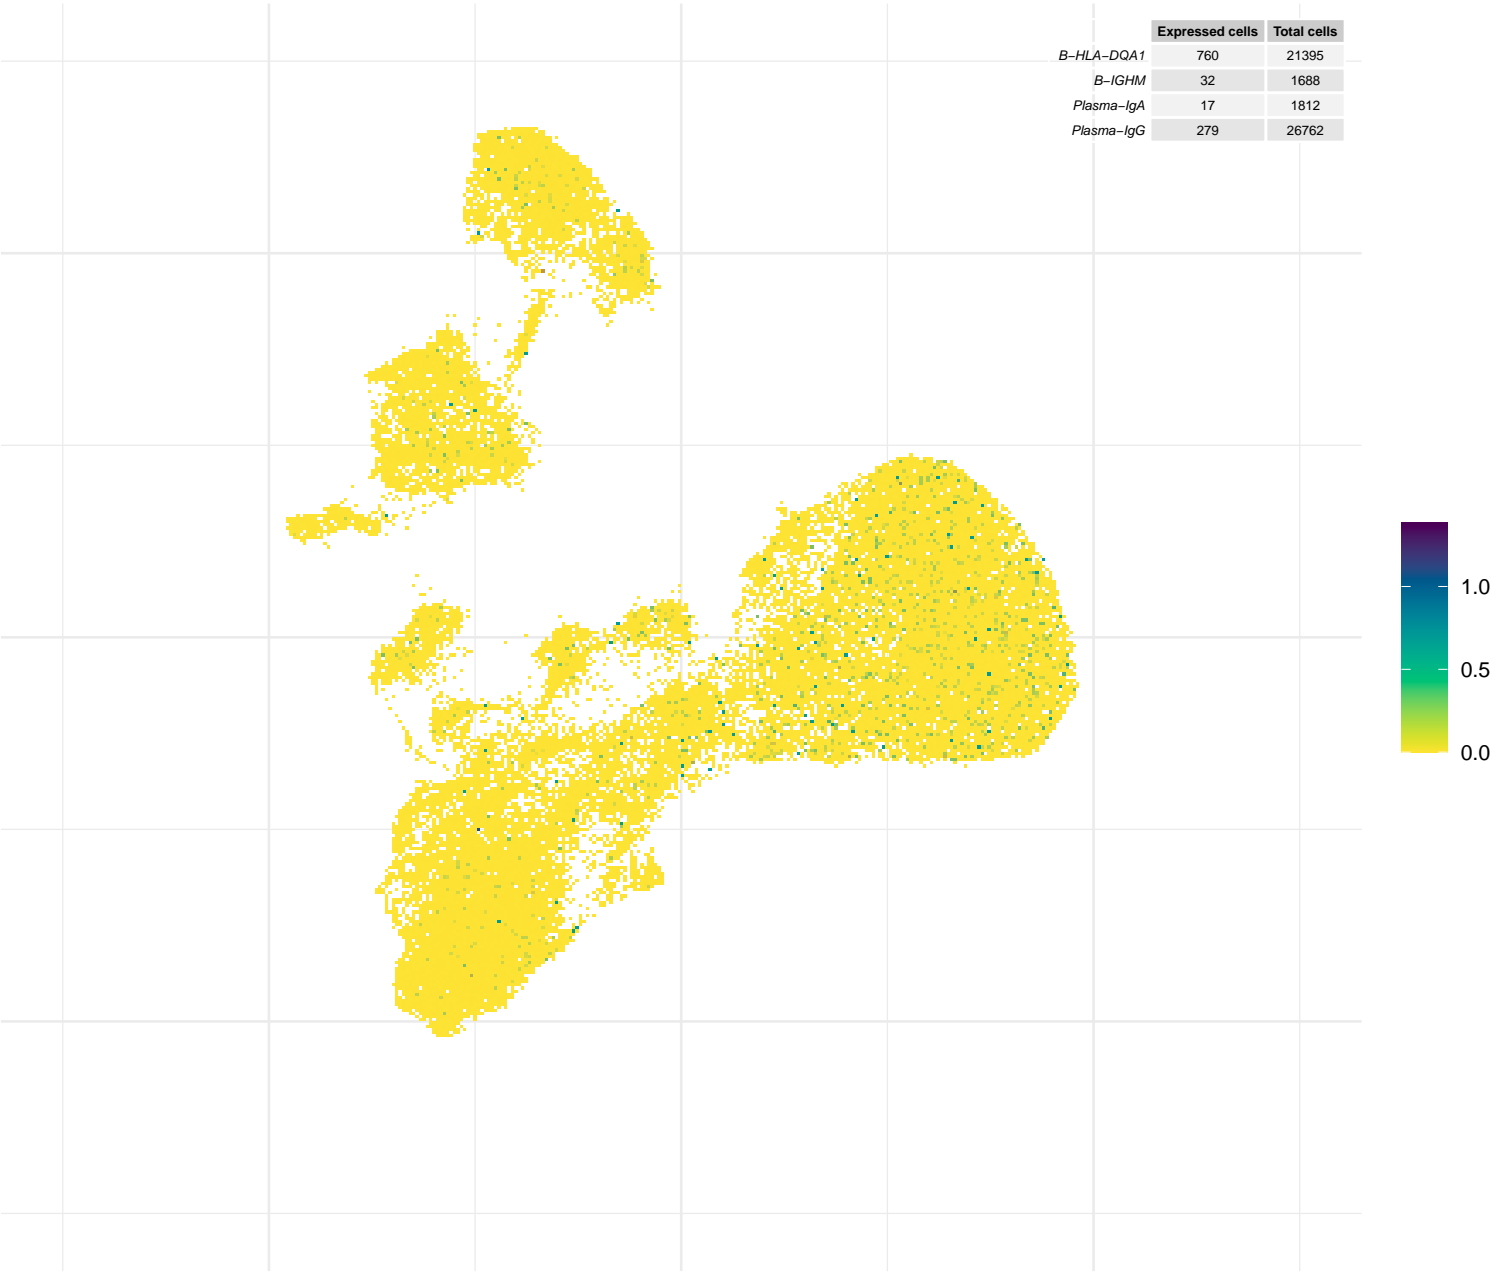 Expressed cells Total cells
B−HLA−DQA1 760 21395
B−IGHM 32 1688
Plasma−IgA 17 1812
Plasma−IgG 279 26762
1.0
0.5
0.0